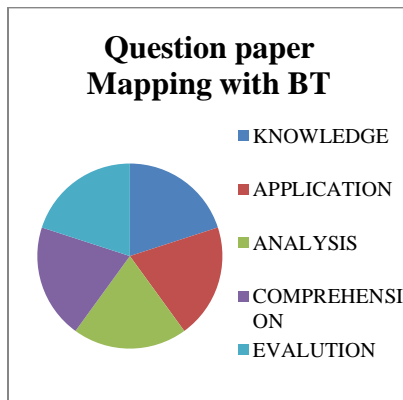 Question paper
Mapping with BT
KNOWLEDGE
APPLICATION
ANALYSIS
COMPREHENSI
ON
EVALUTION